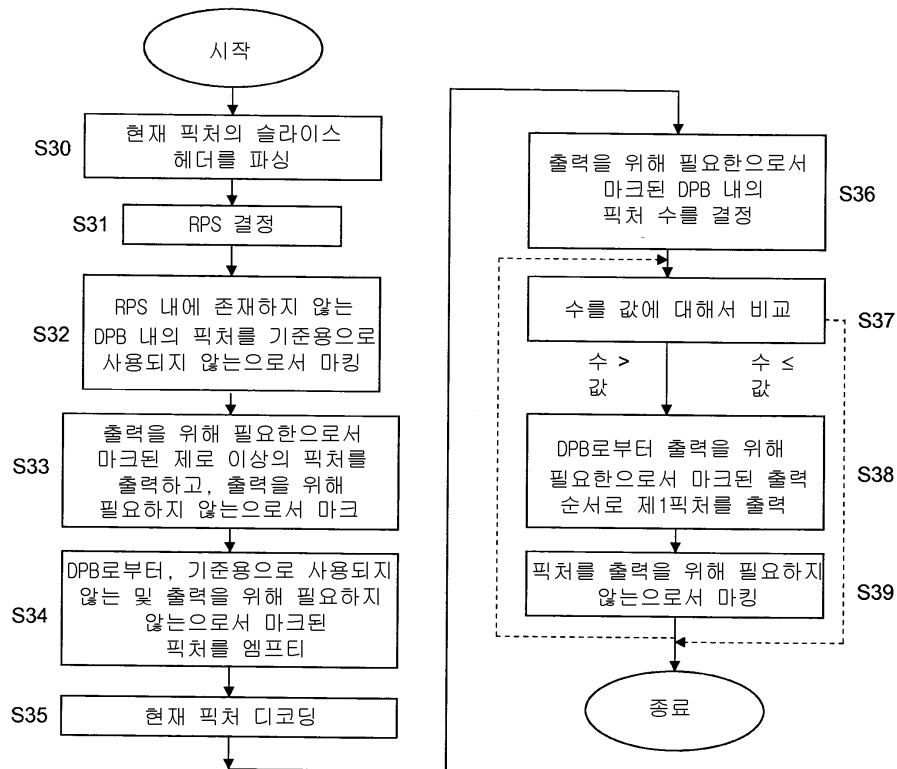 시작
S30
현재 픽처의 슬라이스
헤더를 파싱
S31
RPS 결정
S32
RPS 내에 존재하지 않는
DPB 내의 픽처를 기준용으로
사용되지 않는으로서 마킹
S33
출력을 위해 필요한으로서
마크된 제로 이상의 픽처를
출력하고, 출력을 위해
필요하지 않는으로서 마크
S34
DPB로부터, 기준용으로 사용되지
않는 및 출력을 위해 필요하지
않는으로서 마크된
픽처를 엠프티
S35
현재 픽처 디코딩
출력을 위해 필요한으로서
마크된 DPB 내의
픽처 수를 결정
S36
수를 값에 대해서 비교
S37
수 >
값
수 ≤
값
DPB로부터 출력을 위해
필요한으로서 마크된 출력
순서로 제1픽처를 출력
S38
픽처를 출력을 위해 필요하지
않는으로서 마킹
S39
종료